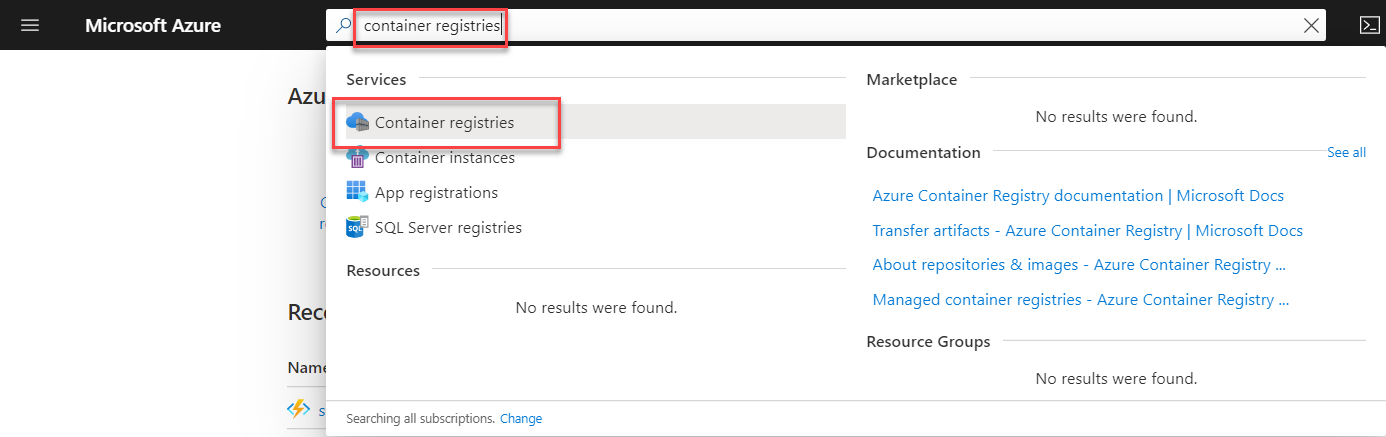 Microsoft Azure
container registries
Services
Container registries
Container instances
App registrations
SQL Server registries
Resources
No results were found.
Marketplace
No results were found.
Documentation
See all
Azure Container Registry documentation | Microsoft Docs
Transfer artifacts - Azure Container Registry | Microsoft Docs
About repositories & images - Azure Container Registry ...
Managed container registries - Azure Container Registry ...
Resource Groups
No results were found.
Searching all subscriptions. Change
Azu
Rece
Name